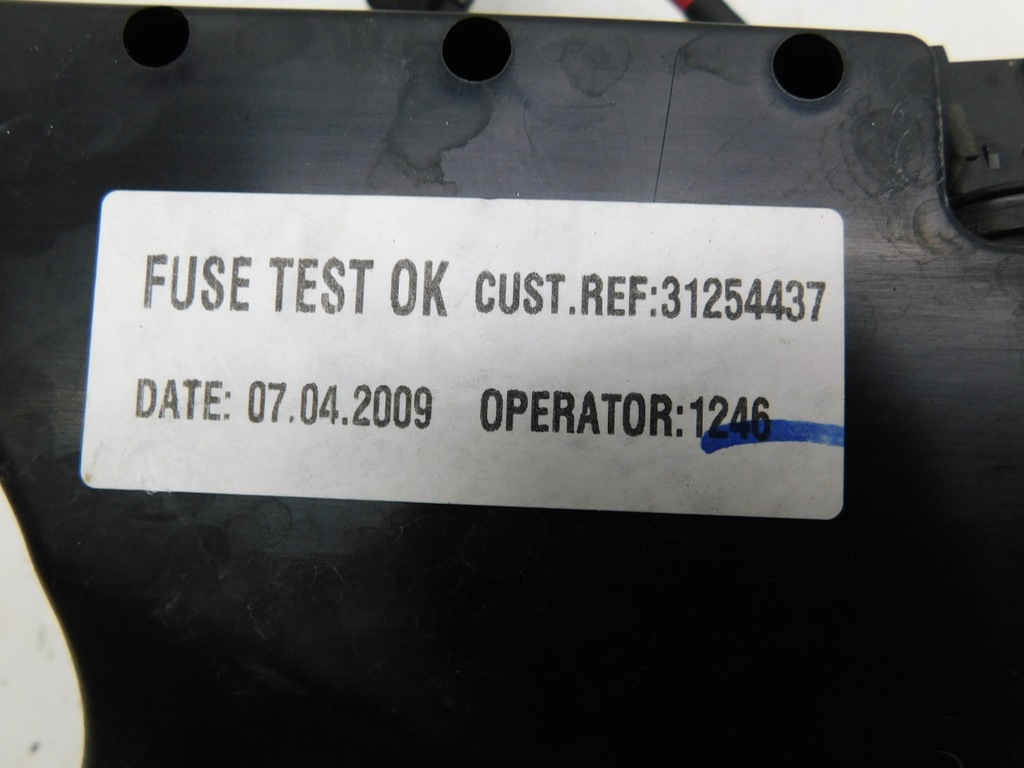 FUSE TEST OK CUST.REF:31254437
DATE: 07.04.2009 OPERATOR:1246